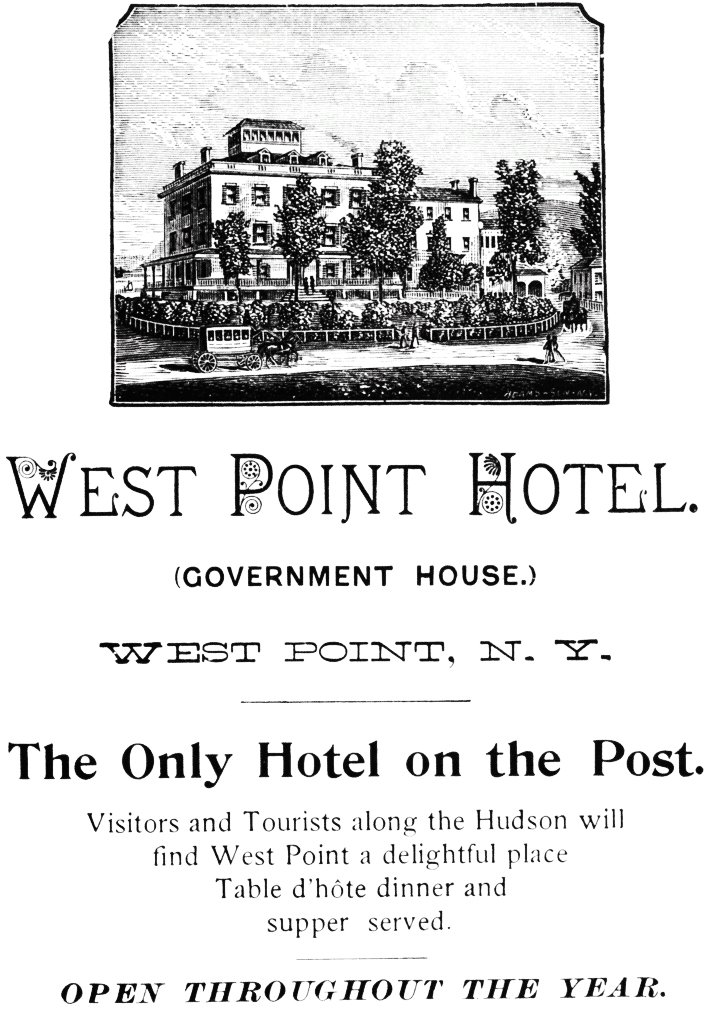 WEST POINT HOTEL.
(GOVERNMENT HOUSE.)
WEST POINT, N. Y.
The Only Hotel on the Post.
Visitors and Tourists along the Hudson will
find West Point a delightful place
Table d'hôte dinner and
supper served.
OPEN THROUGHOUT THE YEAR.